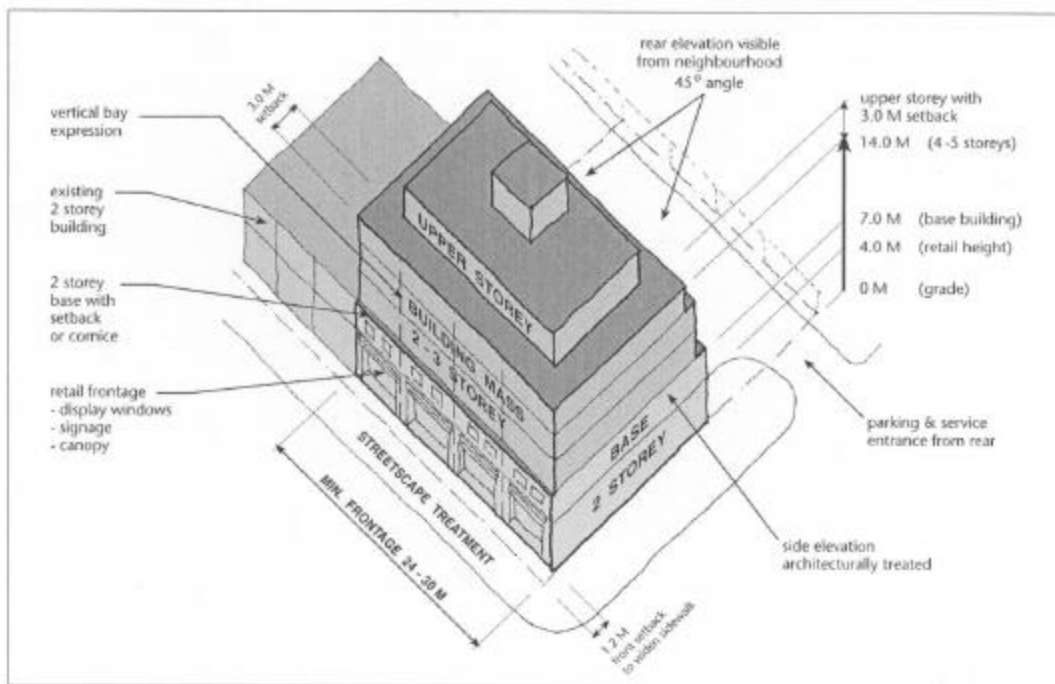 rear elevation visible
from neighbourhood
45° angle
3.0 M
setback
vertical bay
expression
existing
2 storey
building
2 storey
base with
setback
or cornice
retail frontage
- display windows
- signage
- canopy
upper storey with
3.0 M setback
14.0 M (4-5 storeys)
7.0 M (base building)
4.0 M (retail height)
0 M (grade)
UPPER STOREY
BUILDING MASS
2-3 STOREY
BASE
2 STOREY
STREETSCAPE TREATMENT
MIN. FRONTAGE 24-30 M
parking & service
entrance from rear
side elevation
architecturally treated
1.2 M
front setback
to widen sidewalk